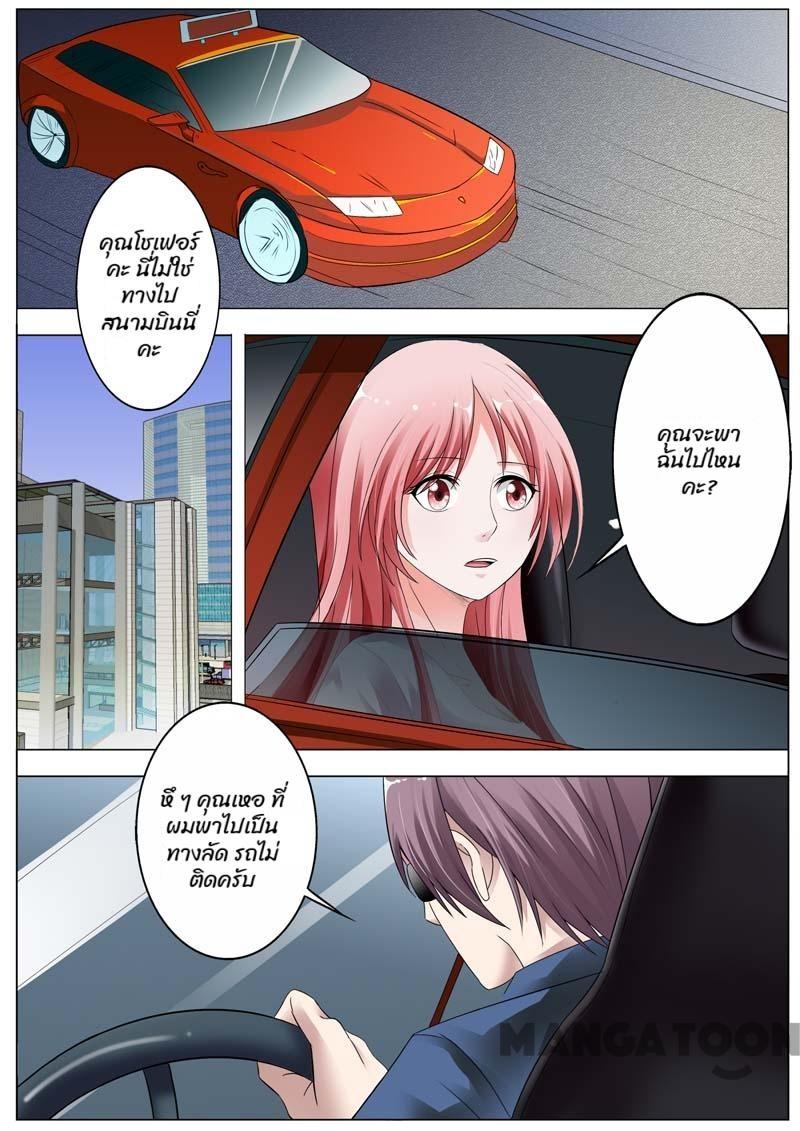 คุณโชเฟอร์
คะ นี่ไม่ใช่
ทางไป
สนามบินนี่
คะ
คุณจะพา
ฉันไปไหน
คะ?
หึ ๆ คุณเหอ ที่
ผมพาไปเป็น
ทางลัด รถไม่
ติดครับ
MANGATOON